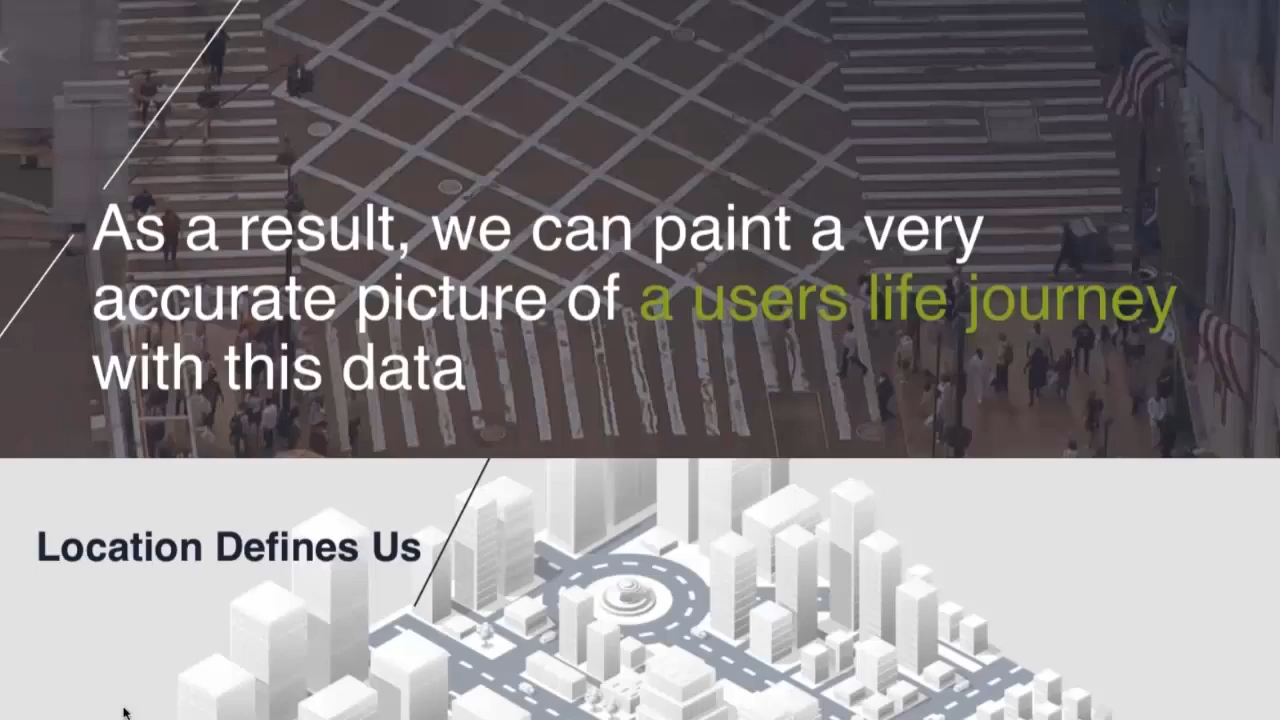 As a result, we can paint a very
accurate picture of a users life journey
with this data
Location Defines Us